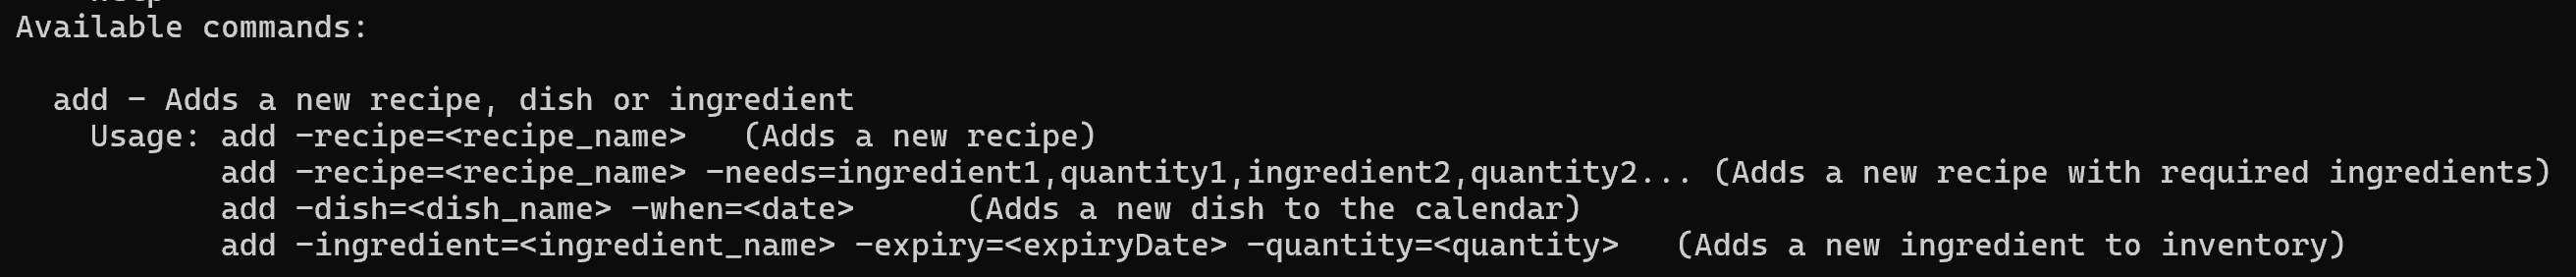 help
Available commands:
add - Adds a new recipe, dish or ingredient
Usage: add -recipe=<recipe_name> (Adds a new recipe)
add -recipe=<recipe_name> -needs=ingredient1,quantity1,ingredient2,quantity2... (Adds a new recipe with required ingredients)
add -dish=<dish_name> -when=<date> (Adds a new dish to the calendar)
add -ingredient=<ingredient_name> -expiry=<expiryDate> -quantity=<quantity> (Adds a new ingredient to inventory)